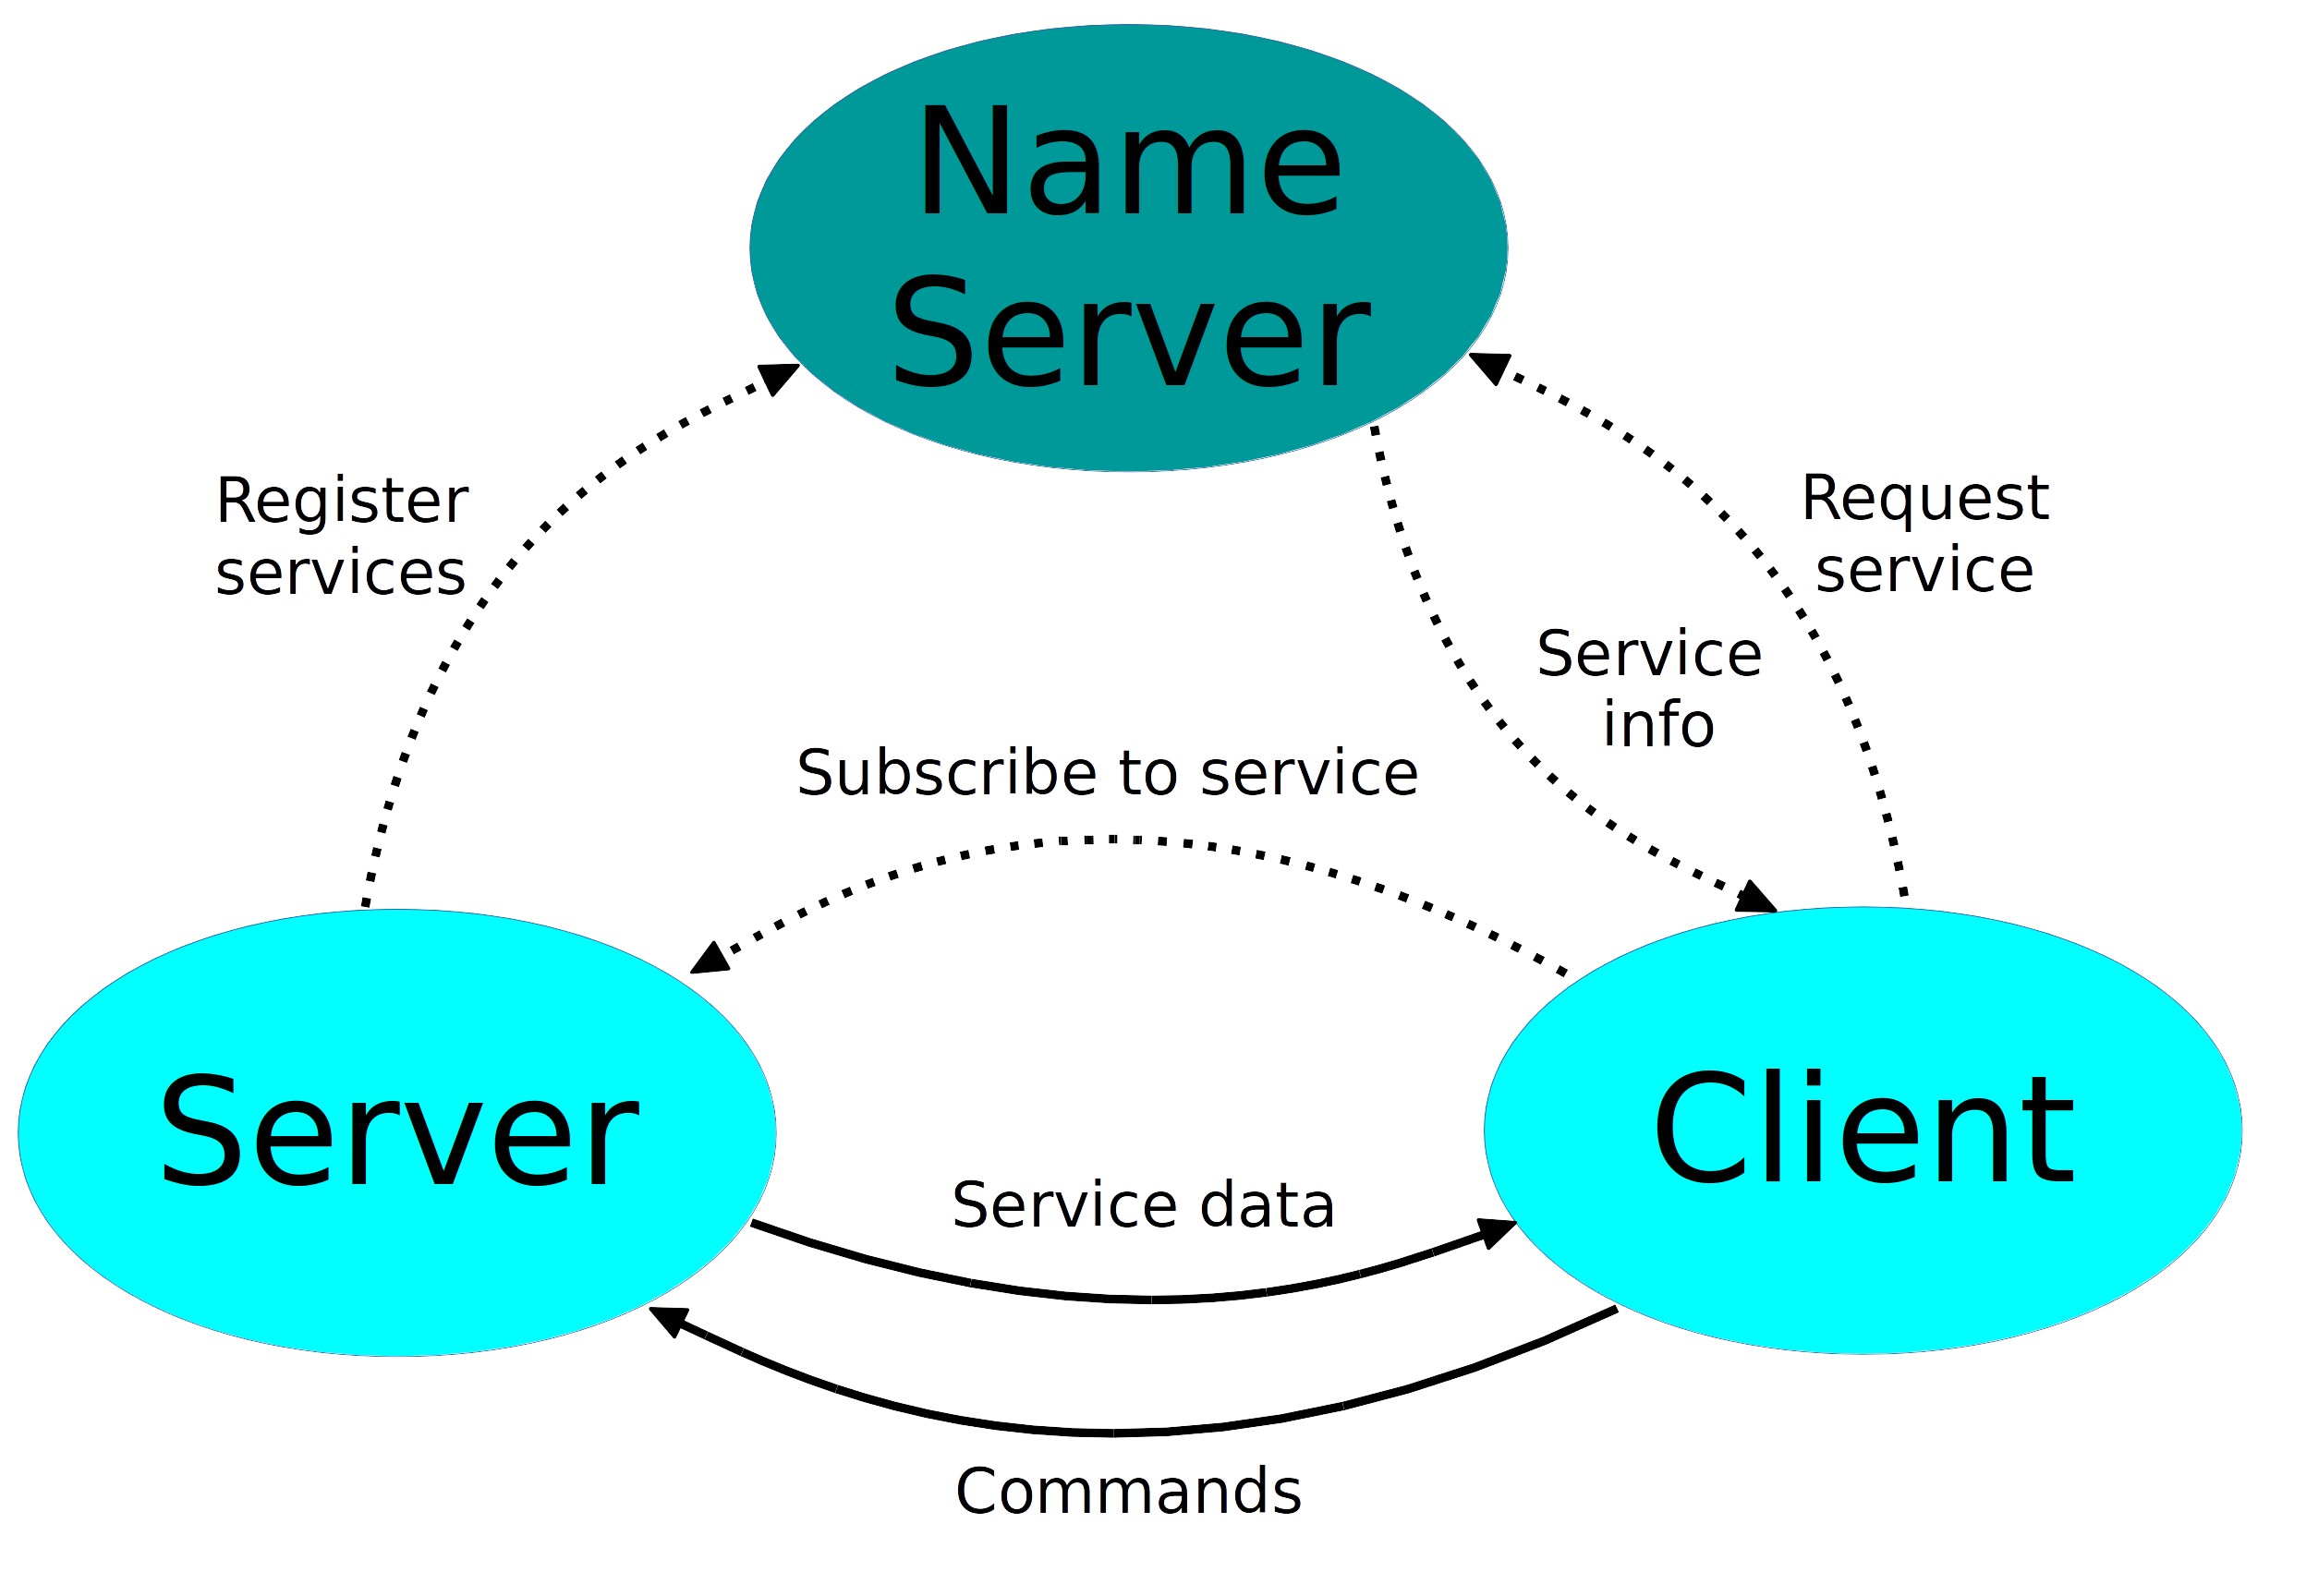 Name
Server
Register
services
Request
service
Service
info
Subscribe to service
Server
Client
Service data
Commands